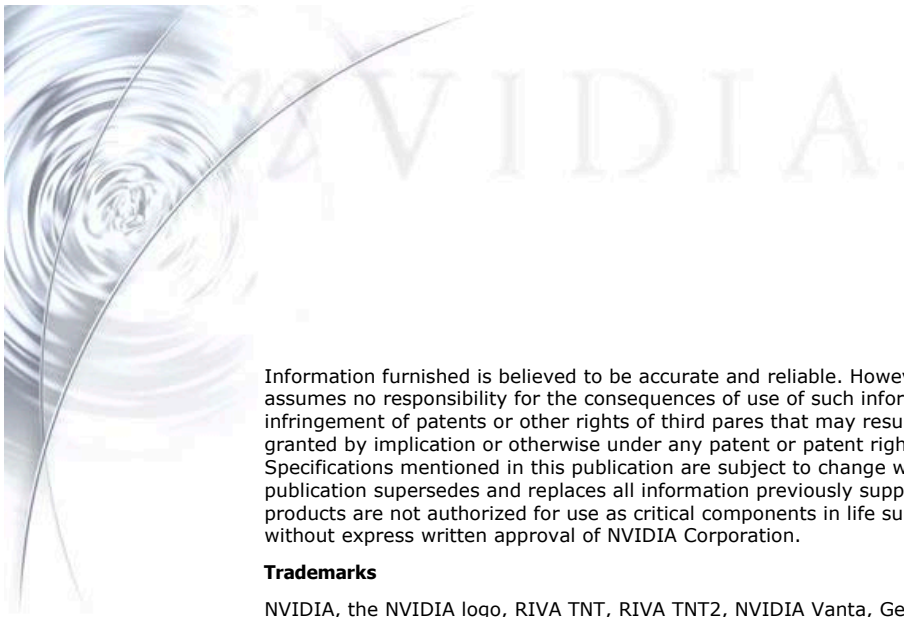 nVIDIA
Information furnished is believed to be accurate and reliable. Howe
assumes no responsibility for the consequences of use of such infor
infringement of patents or other rights of third pares that may resu
granted by implication or otherwise under any patent or patent righ
Specifications mentioned in this publication are subject to change w
publication supersedes and replaces all information previously supp
products are not authorized for use as critical components in life su
without express written approval of NVIDIA Corporation.
Trademarks
NVIDIA, the NVIDIA logo, RIVA TNT, RIVA TNT2, NVIDIA Vanta, Ge